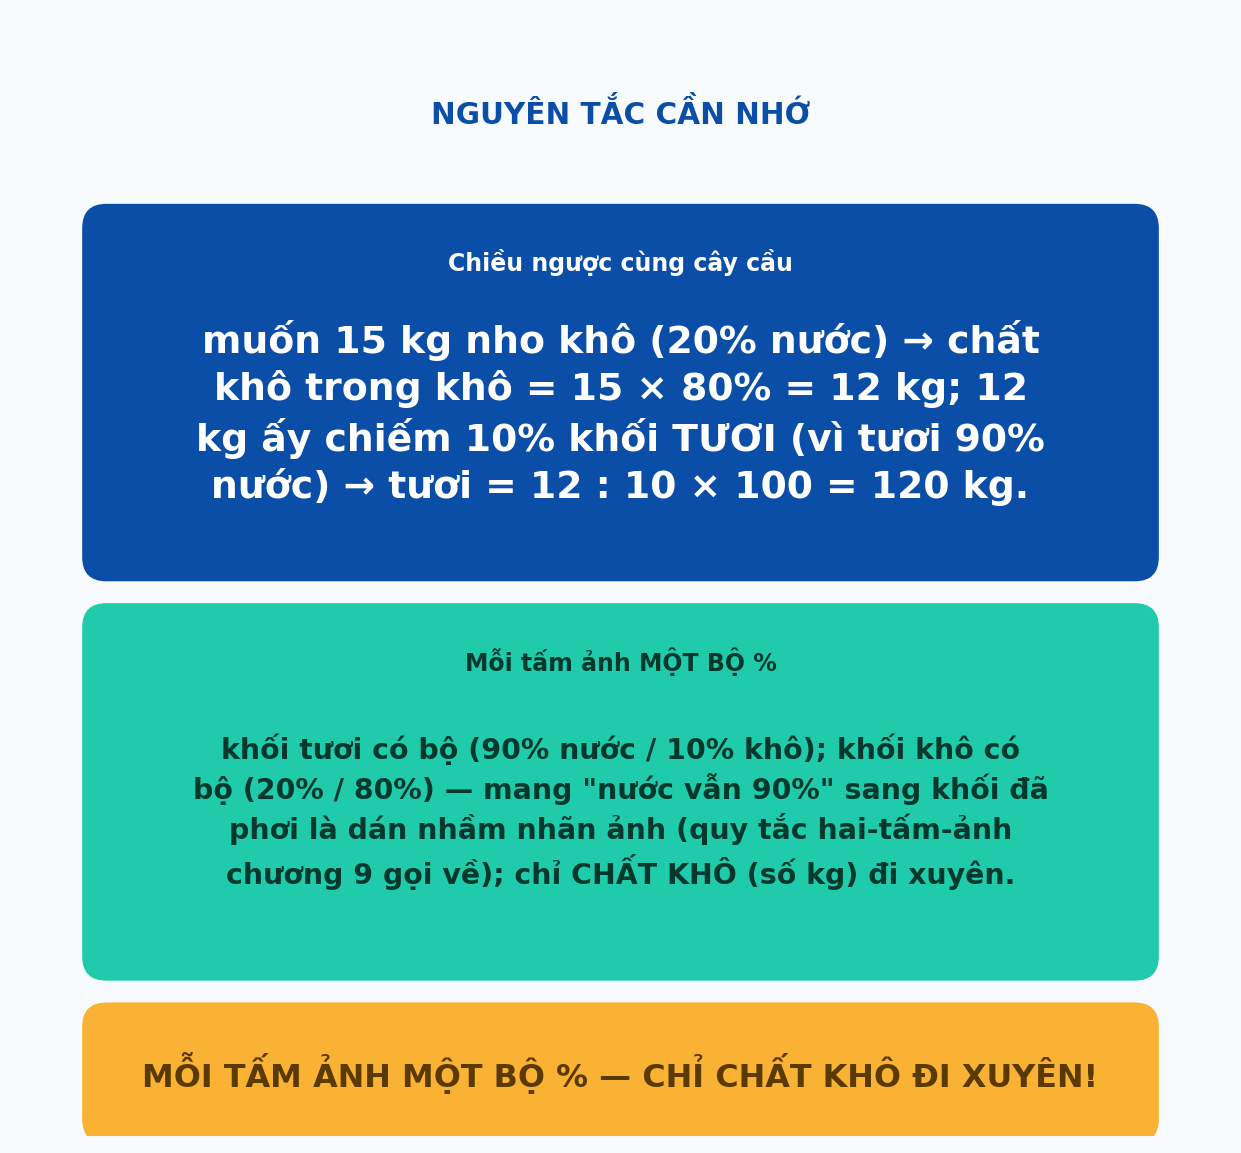 NGUYÊN TẮC CẦN NHỚ
Chiều ngược cùng cây cầu
muốn 15 kg nho khô (20% nước) → chất
khô trong khô = 15 × 80% = 12 kg; 12
kg ấy chiếm 10% khối TƯƠI (vì tươi 90%
nước) → tươi = 12 : 10 × 100 = 120 kg.
Mỗi tấm ảnh MỘT BỘ %
khối tươi có bộ (90% nước / 10% khô); khối khô có
bộ (20% / 80%) — mang "nước vẫn 90%" sang khối đã
phơi là dán nhầm nhãn ảnh (quy tắc hai-tấm-ảnh
chương 9 gọi về); chỉ CHẤT KHÔ (số kg) đi xuyên.
MỖI TẤM ẢNH MỘT BỘ % — CHỈ CHẤT KHÔ ĐI XUYÊN!